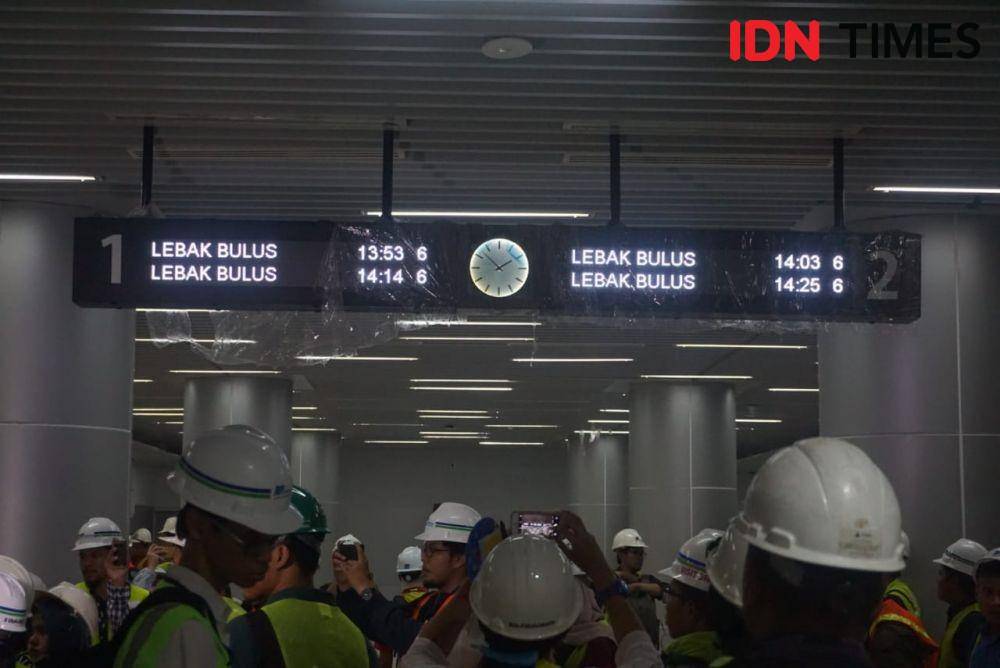 IDN TIMES
1 LEBAK BULUS 13:53 6
LEBAK BULUS 14:14 6
LEBAK BULUS 14:03 6 2
LEBAK BULUS 14:25 6